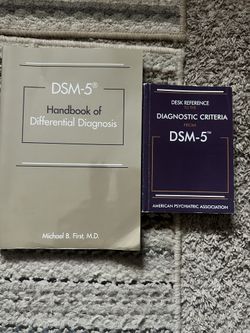 DSM-5®
Handbook of
Differential Diagnosis
Michael B. First, M.D.
DESK REFERENCE
TO THE
DIAGNOSTIC CRITERIA
FROM
DSM-5™
AMERICAN PSYCHIATRIC ASSOCIATION